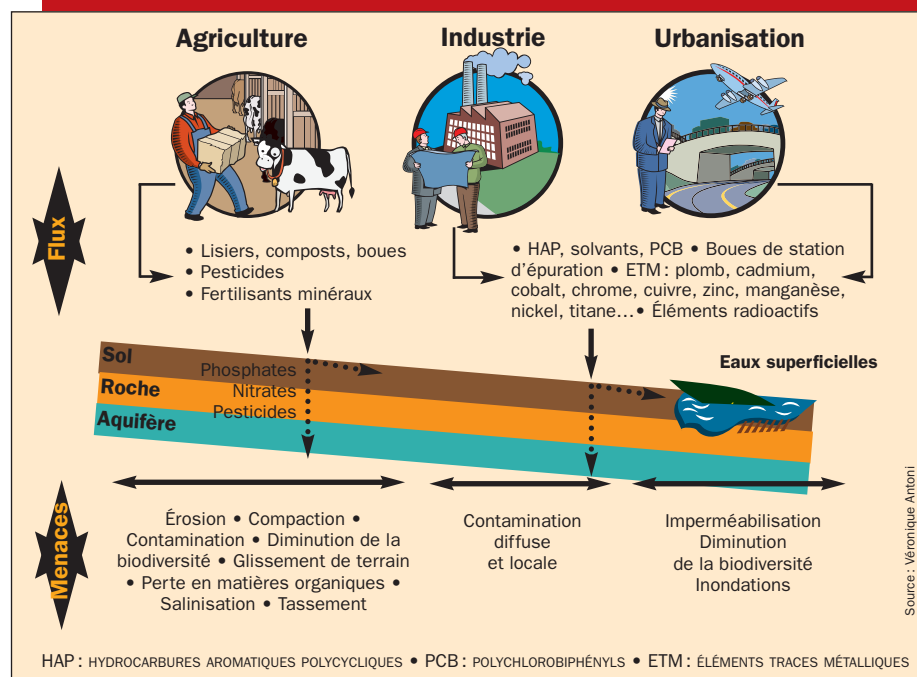 Agriculture
Industrie
Urbanisation
Flux
• Lisiers, composts, boues
• Pesticides
• Fertilisants minéraux
• HAP, solvants, PCB • Boues de station
d'épuration • ETM : plomb, cadmium,
cobalt, chrome, cuivre, zinc, manganèse,
nickel, titane...• Éléments radioactifs
Sol
Roche
Aquifère
Phosphates
Nitrates
Pesticides
Eaux superficielles
Menaces
Érosion • Compaction •
Contamination • Diminution de la
biodiversité • Glissement de terrain
• Perte en matières organiques •
Salinisation • Tassement
Contamination
diffuse
et locale
Imperméabilisation
Diminution
de la biodiversité
Inondations
Source : Véronique Antoni
HAP : HYDROCARBURES AROMATIQUES POLYCYCLIQUES • PCB : POLYCHLOROBIPHÉNYLS • ETM : ÉLÉMENTS TRACES MÉTALLIQUES